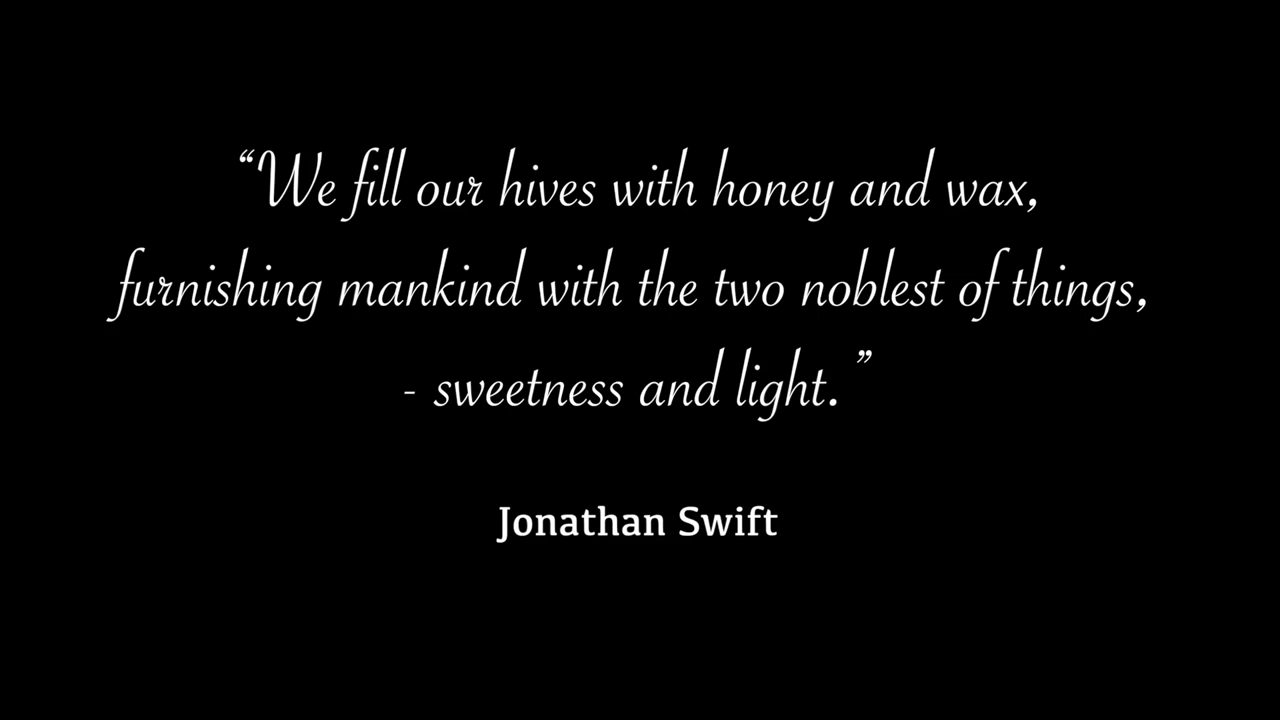 “We fill our hives with honey and wax,
furnishing mankind with the two noblest of things,
- sweetness and light.”
Jonathan Swift